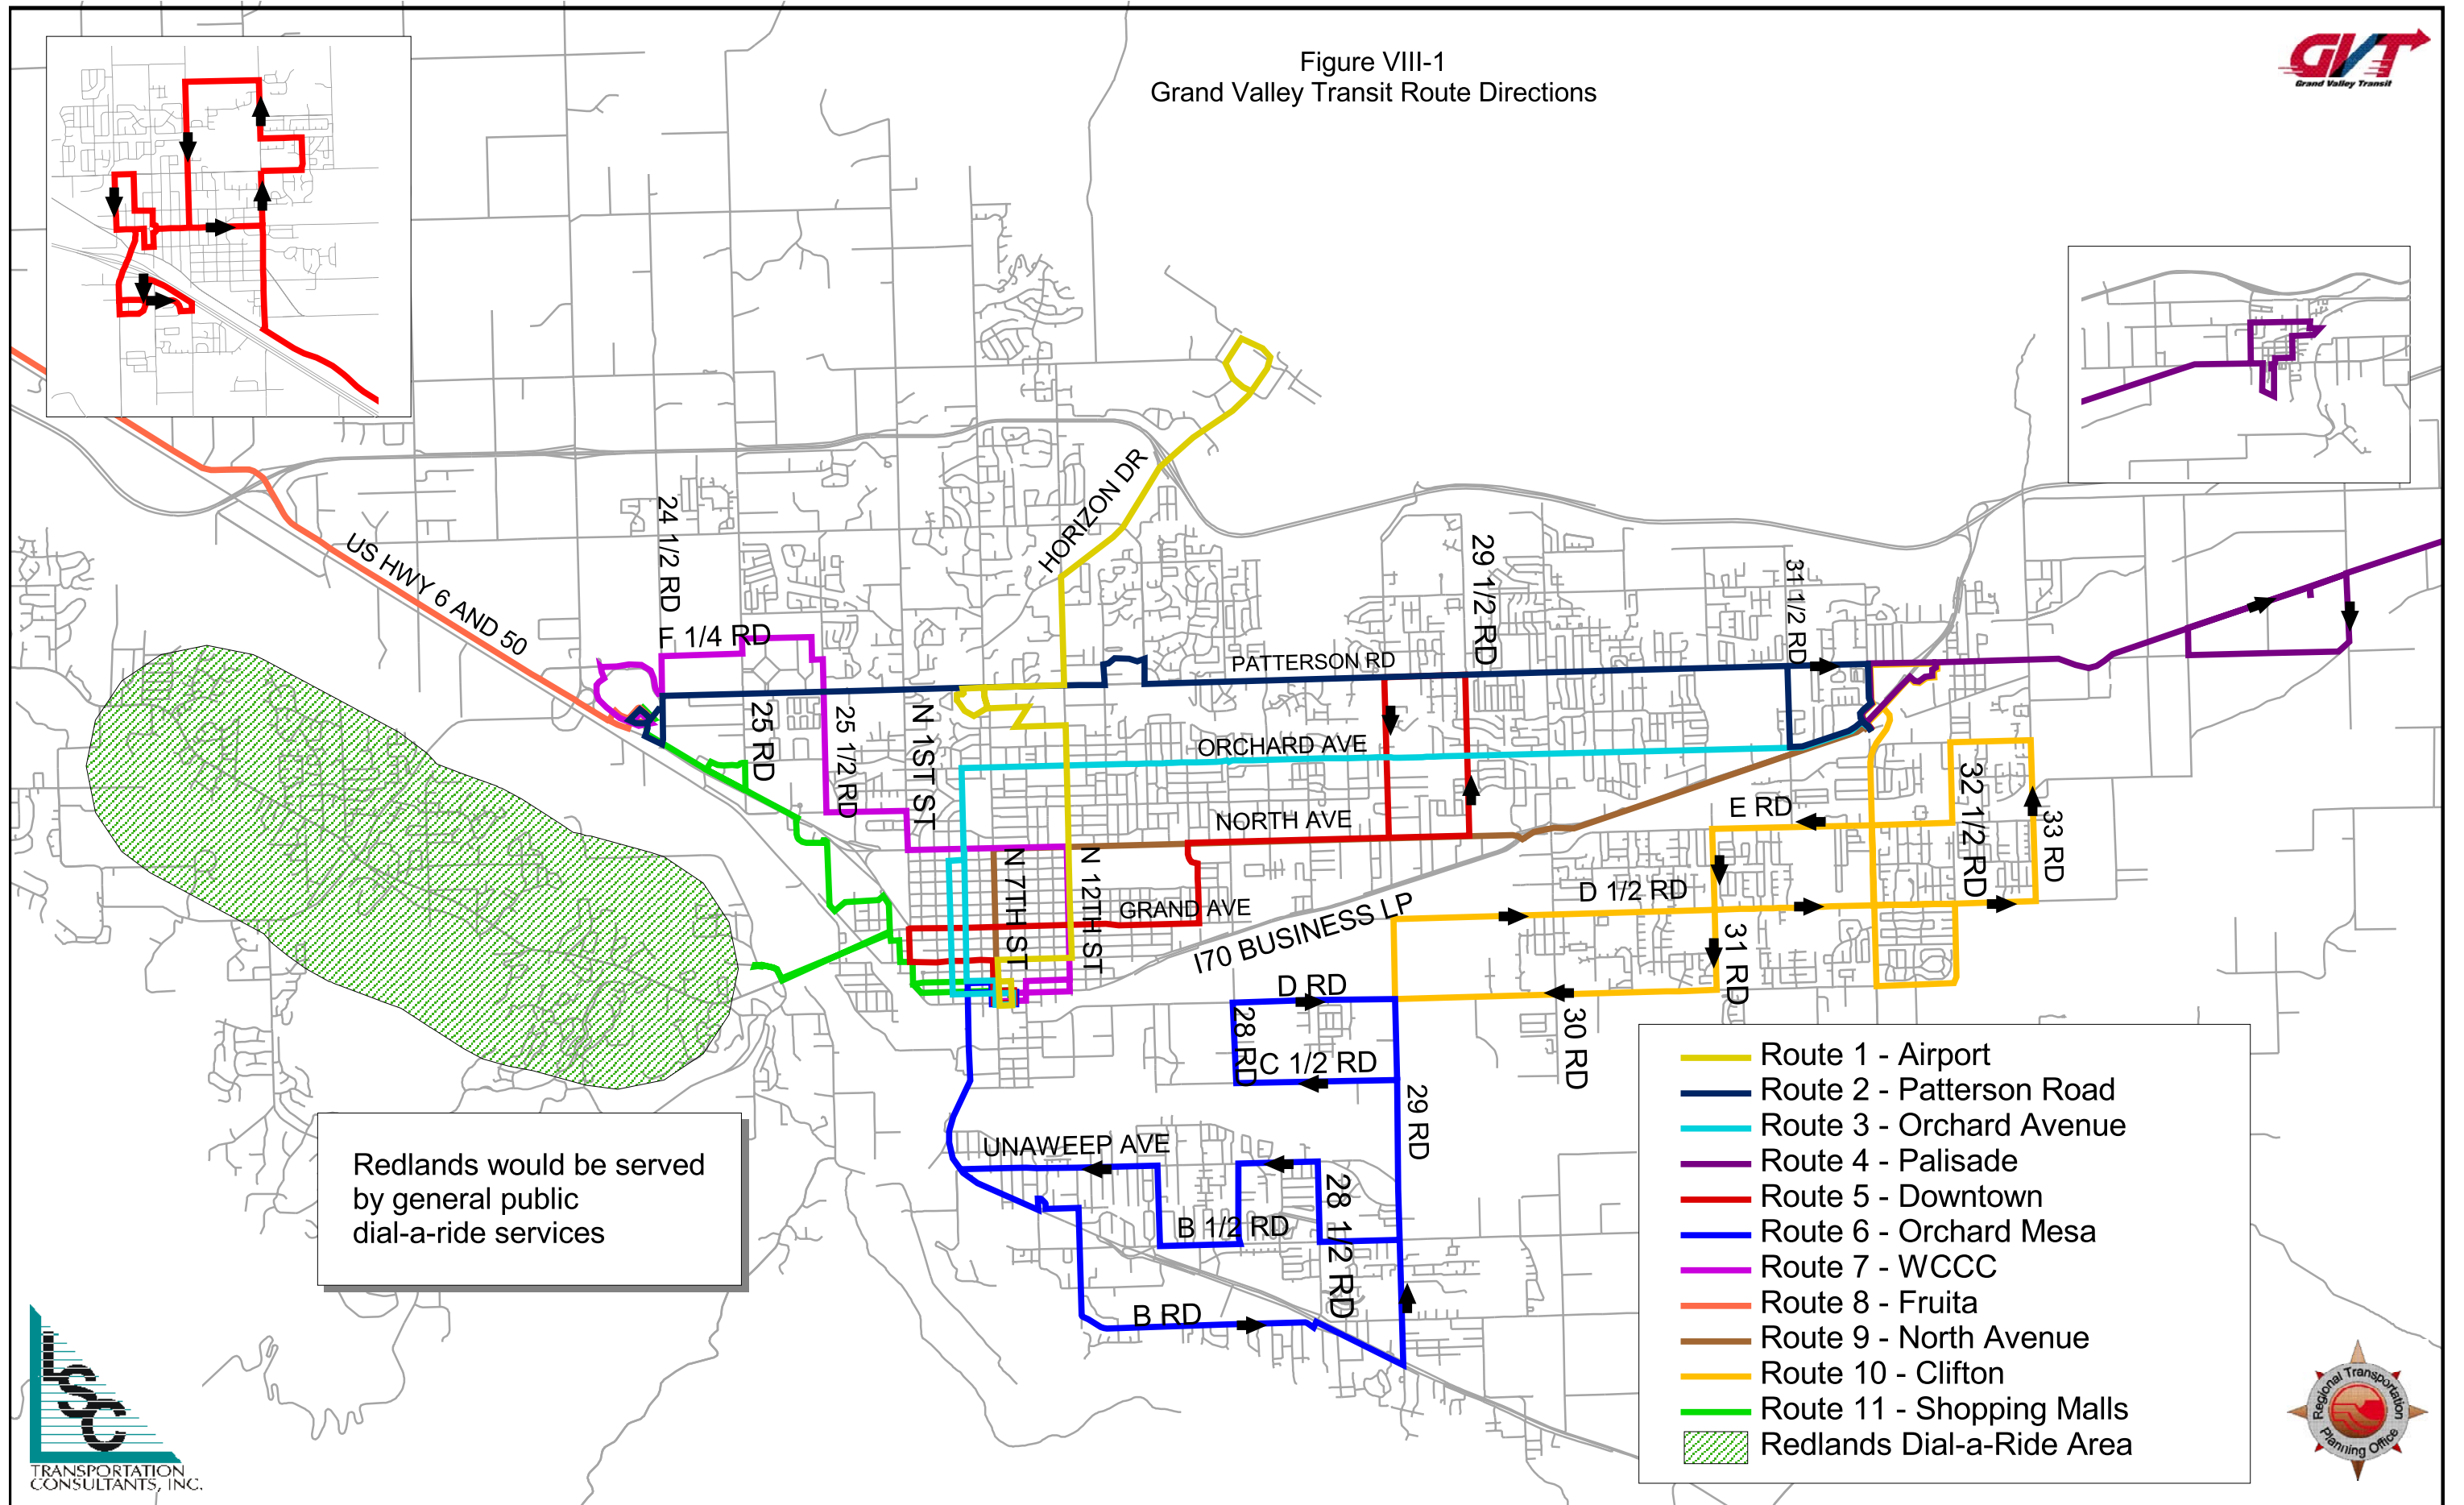 Figure VIII-1
Grand Valley Transit Route Directions
GVT
Grand Valley Transit
HORIZON DR
24 1/2 RD
US HWY 6 AND 50
F 1/4 RD
29 1/2 RD
31 1/2 RD
PATTERSON RD
25 RD
25 1/2 RD
N 1ST ST
ORCHARD AVE
NORTH AVE
E RD
32 1/2 RD
33 RD
N 7TH ST
N 12TH ST
GRAND AVE
D 1/2 RD
I70 BUSINESS LP
31 RD
D RD
28 RD
30 RD
C 1/2 RD
29 RD
UNAWEEP AVE
B 1/2 RD
28 1/2 RD
B RD
Redlands would be served
by general public
dial-a-ride services
Route 1 - Airport
Route 2 - Patterson Road
Route 3 - Orchard Avenue
Route 4 - Palisade
Route 5 - Downtown
Route 6 - Orchard Mesa
Route 7 - WCCC
Route 8 - Fruita
Route 9 - North Avenue
Route 10 - Clifton
Route 11 - Shopping Malls
Redlands Dial-a-Ride Area
LSC
TRANSPORTATION
CONSULTANTS, INC.
Regional Transportation
Planning Office